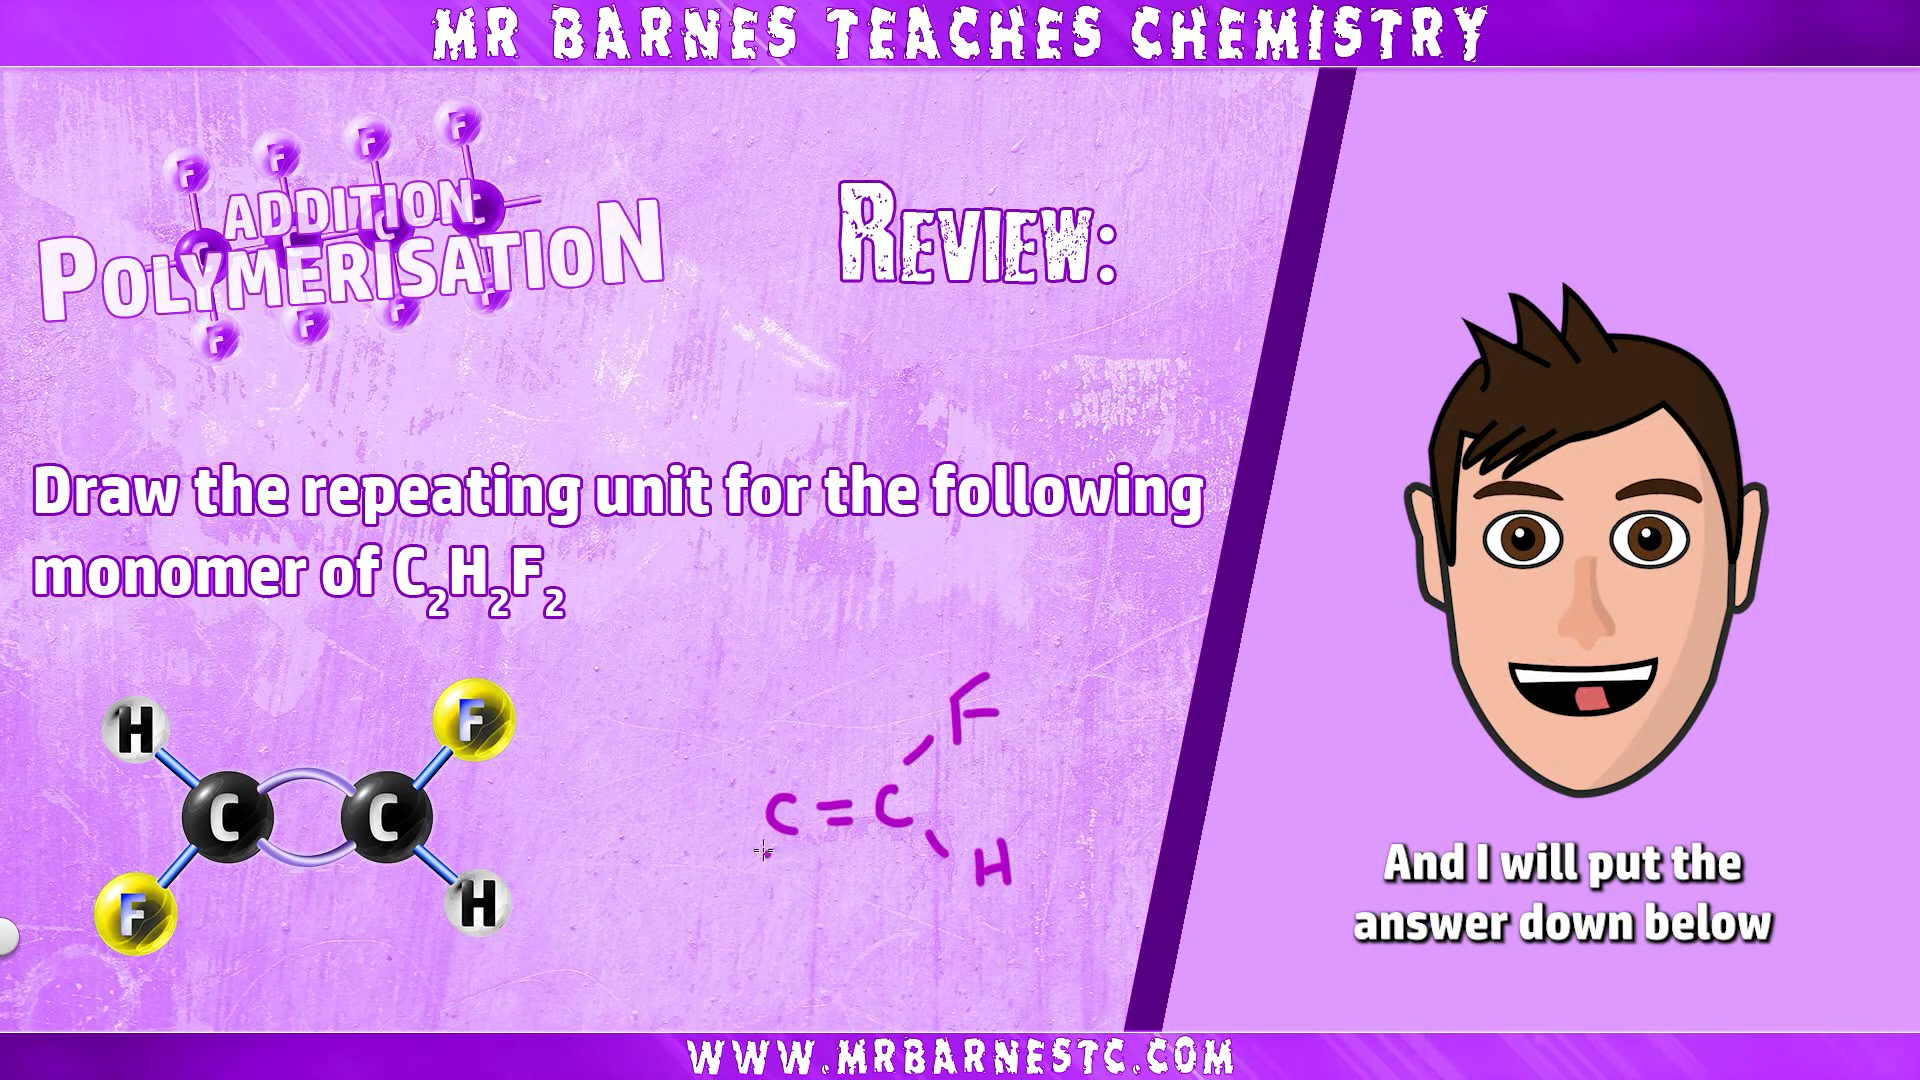 MR BARNES TEACHES CHEMISTRY
F F F F
ADDITION
C C C C
POLYMERISATION
F F F F
REVIEW:
Draw the repeating unit for the following
monomer of C₂H₂F₂
H F
C C
F H
F
C = C
H
And I will put the
answer down below
WWW.MRBARNESTC.COM